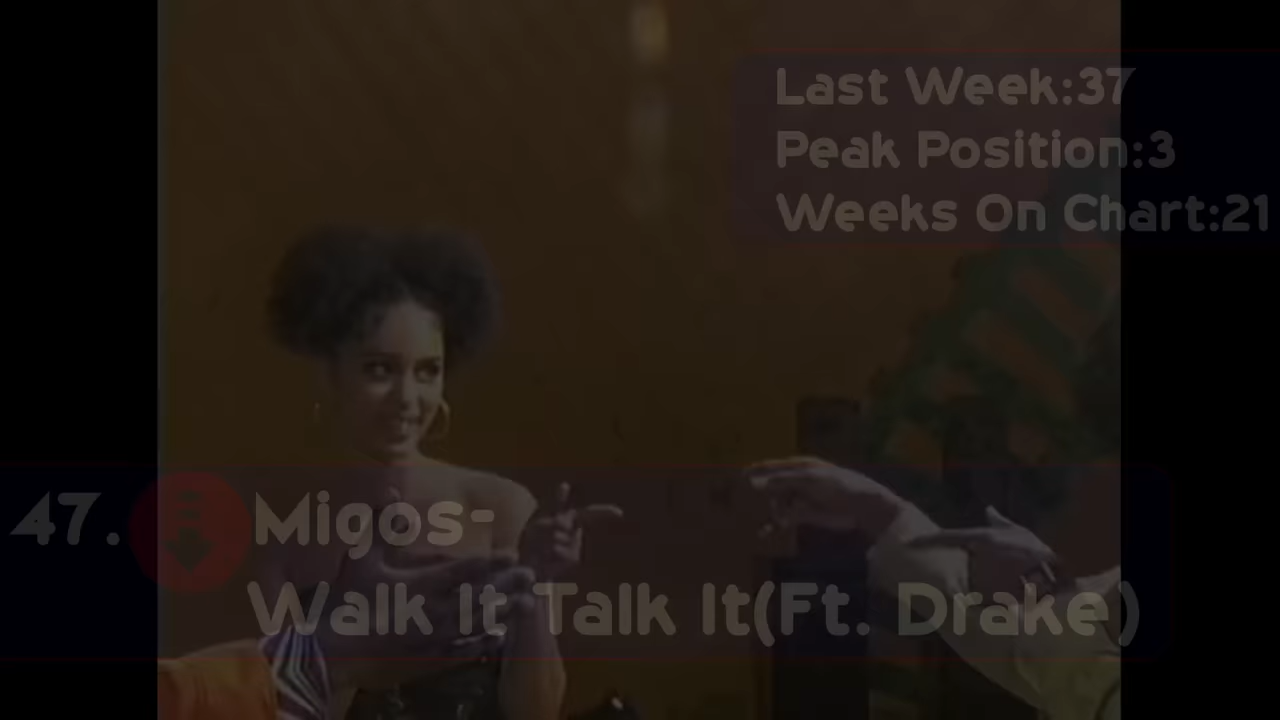 Last Week:37
Peak Position:3
Weeks On Chart:21
47.
Migos-
Walk It Talk It(Ft. Drake)